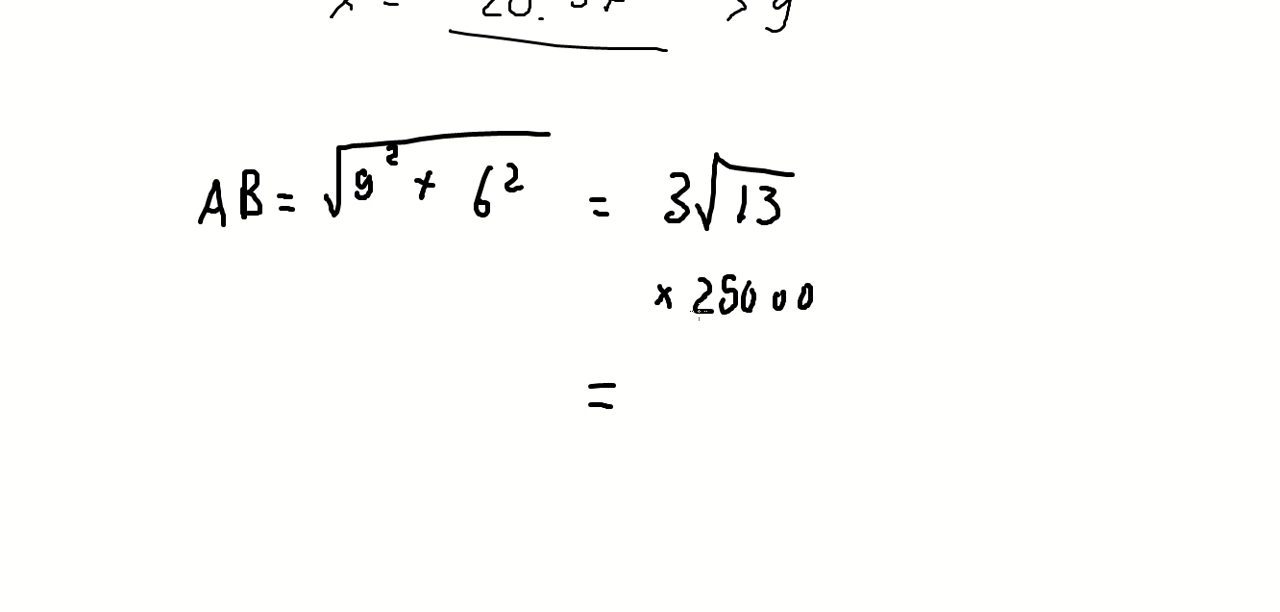 AB = √(9² + 6²) = 3√13
× 25000
=